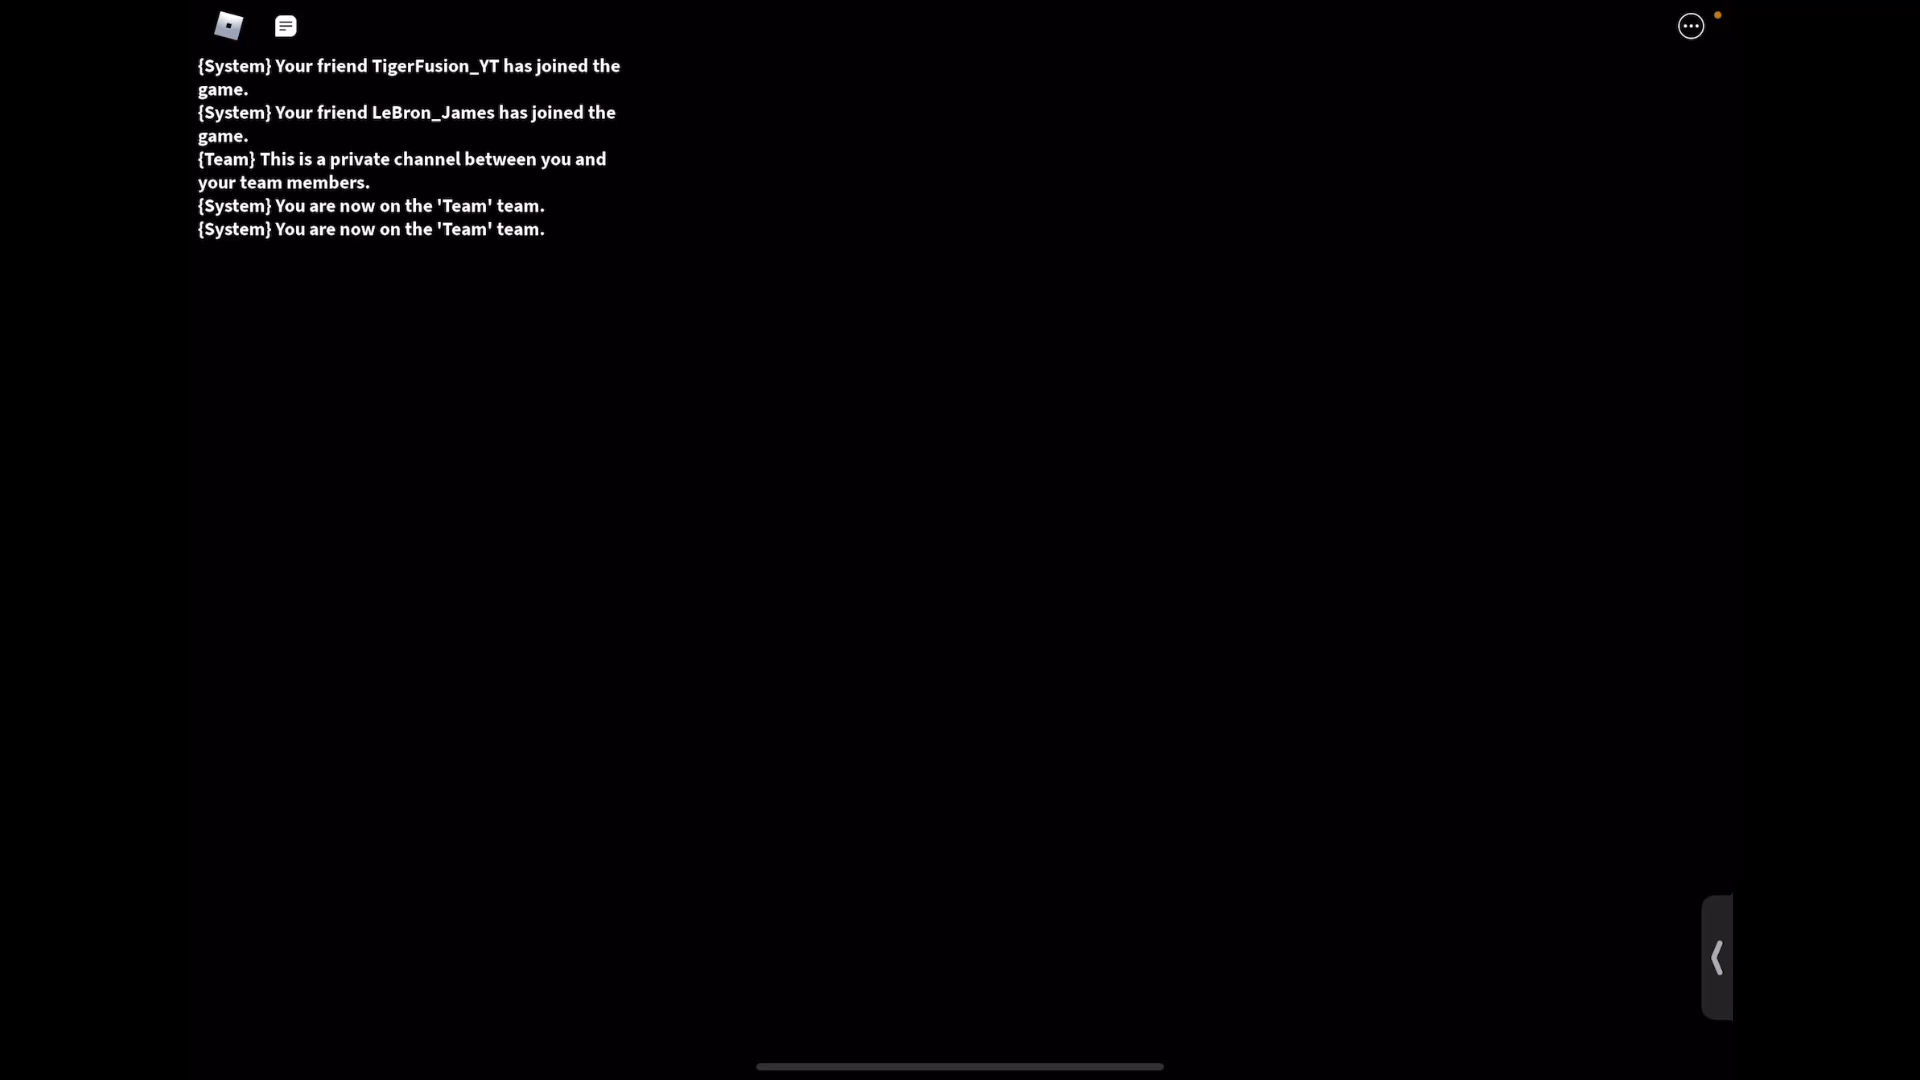 {System} Your friend TigerFusion_YT has joined the
game.
{System} Your friend LeBron_James has joined the
game.
{Team} This is a private channel between you and
your team members.
{System} You are now on the 'Team' team.
{System} You are now on the 'Team' team.